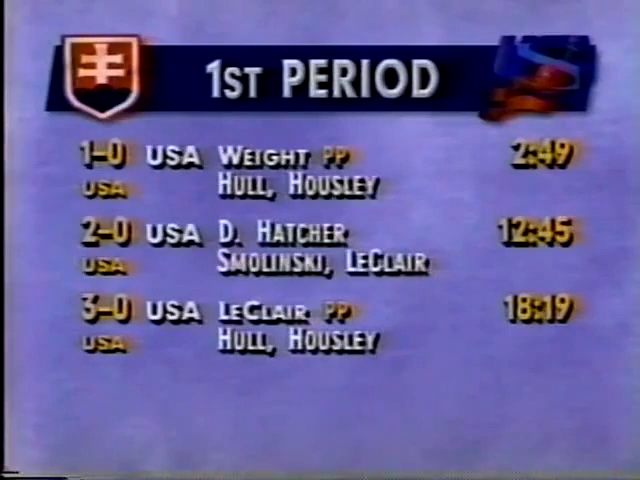 1ST PERIOD
1-0 USA WEIGHT PP 2:49
USA HULL, HOUSLEY
2-0 USA D. HATCHER 12:45
USA SMOLINSKI, LECLAIR
3-0 USA LECLAIR PP 18:19
USA HULL, HOUSLEY